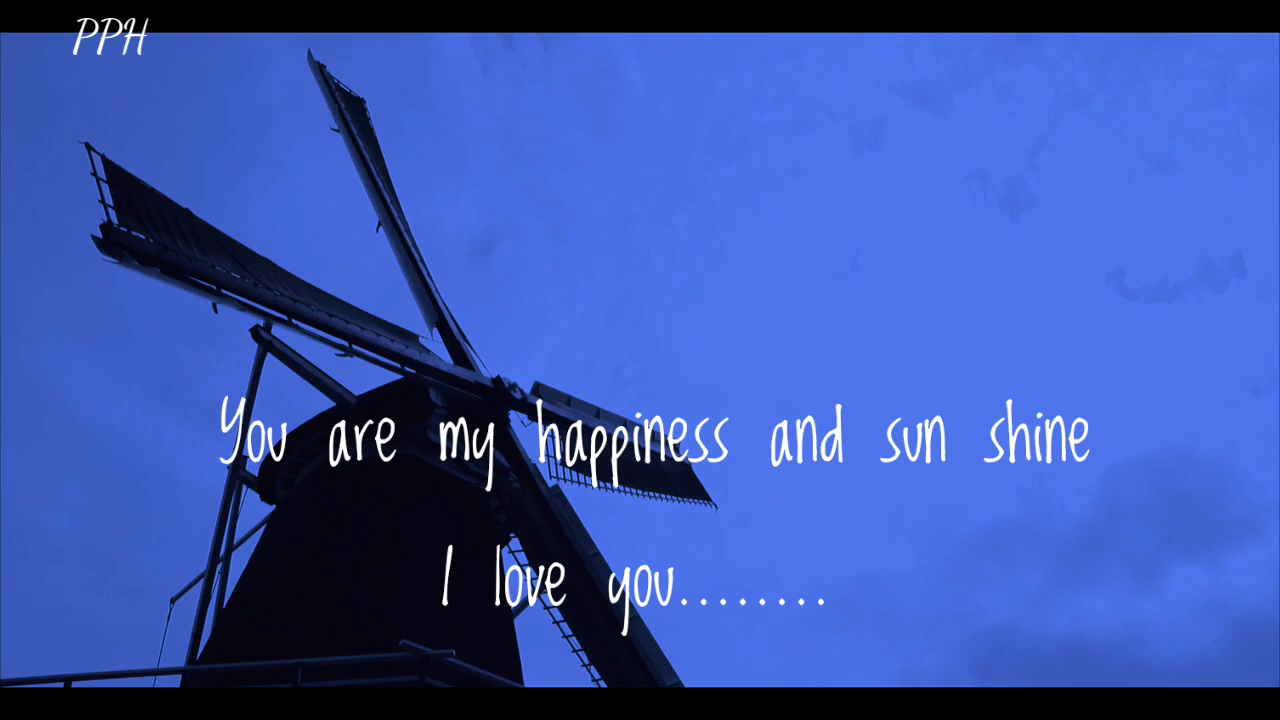 PPH
You are my happiness and sun shine
I love you........